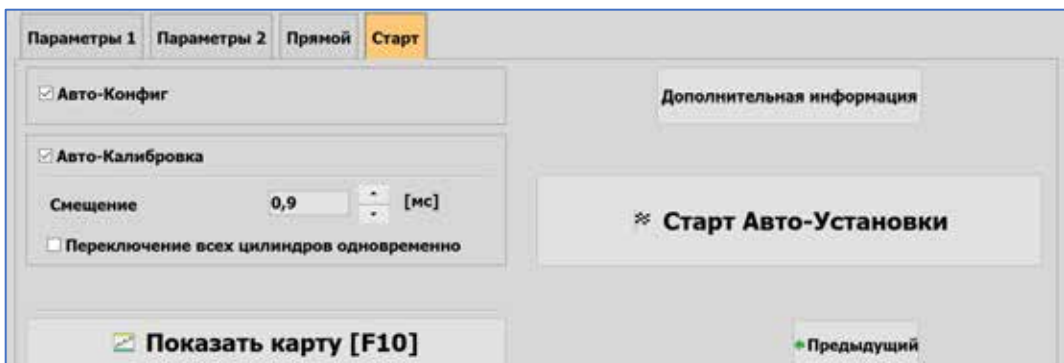 Параметры 1 Параметры 2 Прямой Старт
Авто-Конфиг
Дополнительная информация
Авто-Калибровка
Смещение 0,9 [мс]
Старт Авто-Установки
Переключение всех цилиндров одновременно
Показать карту [F10]
Предыдущий